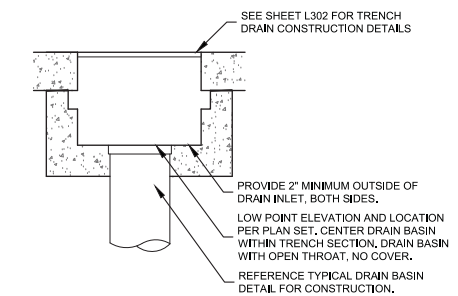 SEE SHEET L302 FOR TRENCH
DRAIN CONSTRUCTION DETAILS
PROVIDE 2" MINIMUM OUTSIDE OF
DRAIN INLET, BOTH SIDES.
LOW POINT ELEVATION AND LOCATION
PER PLAN SET. CENTER DRAIN BASIN
WITHIN TRENCH SECTION. DRAIN BASIN
WITH OPEN THROAT, NO COVER.
REFERENCE TYPICAL DRAIN BASIN
DETAIL FOR CONSTRUCTION.